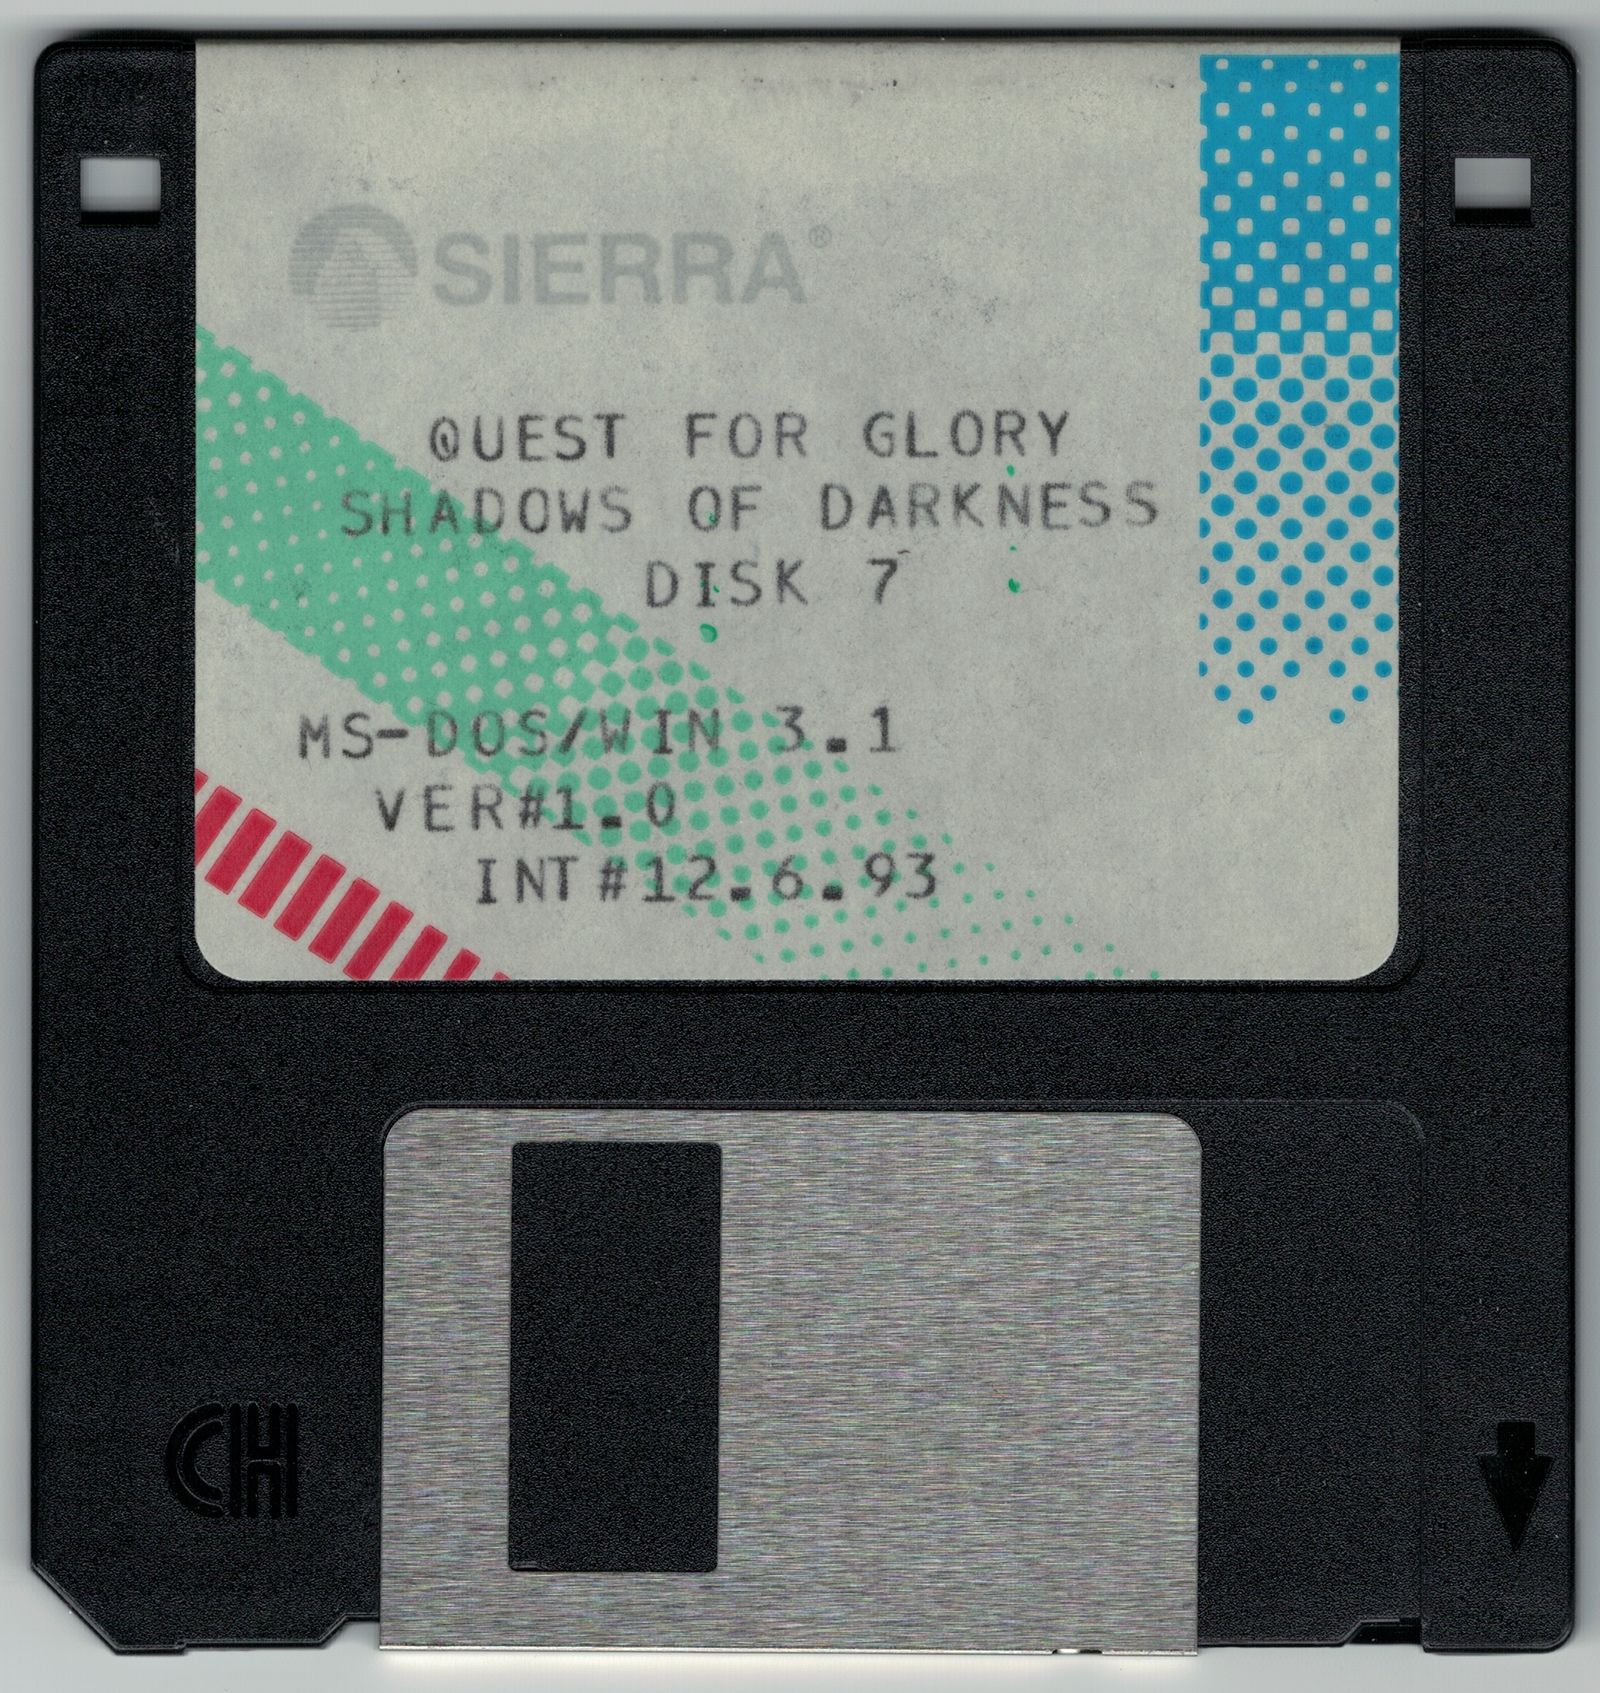 SIERRA®
QUEST FOR GLORY
SHADOWS OF DARKNESS
DISK 7
MS-DOS/WIN 3.1
VER#1.0
INT#12.6.93